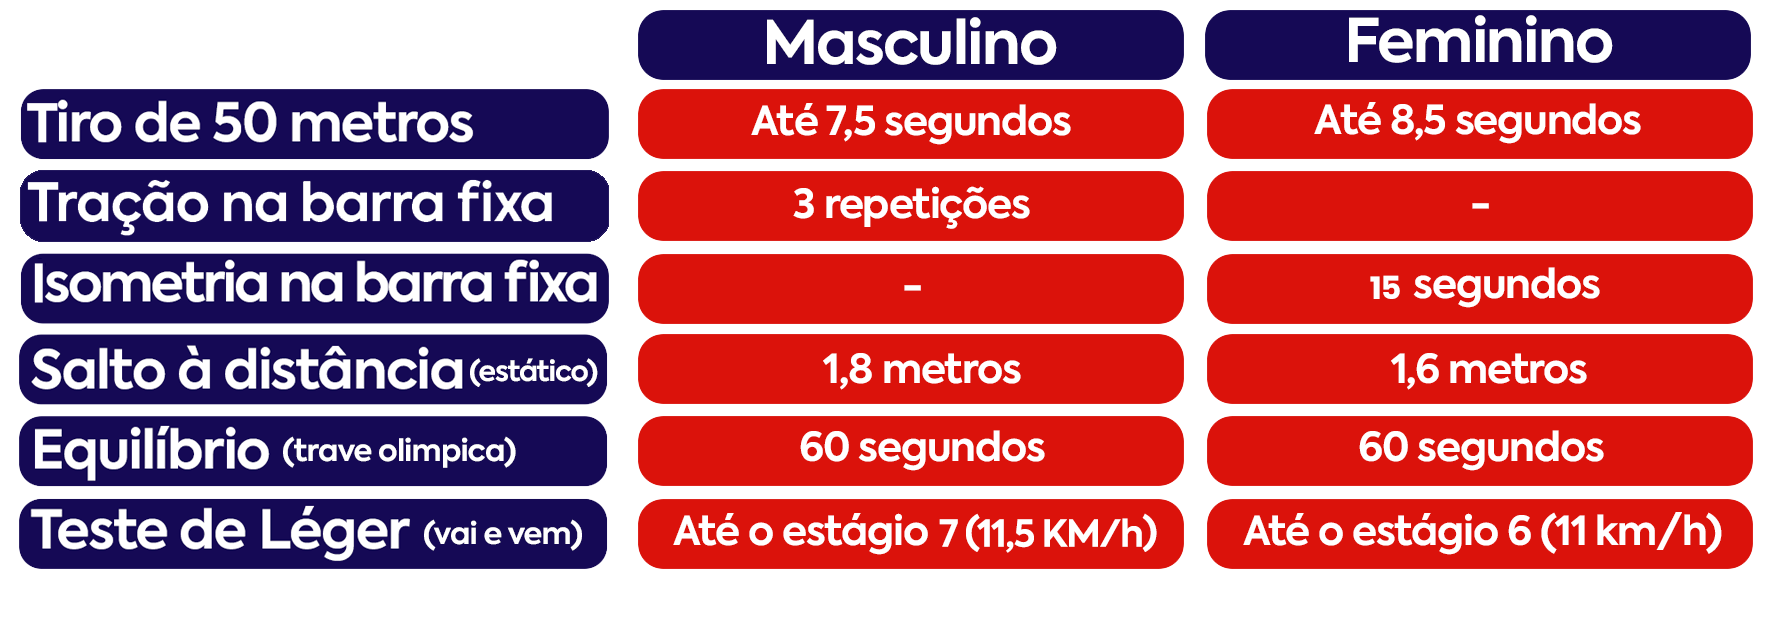 Masculino Feminino
Tiro de 50 metros Até 7,5 segundos Até 8,5 segundos
Tração na barra fixa 3 repetições -
Isometria na barra fixa - 15 segundos
Salto à distância (estático) 1,8 metros 1,6 metros
Equilíbrio (trave olimpica) 60 segundos 60 segundos
Teste de Léger (vai e vem) Até o estágio 7 (11,5 KM/h) Até o estágio 6 (11 km/h)